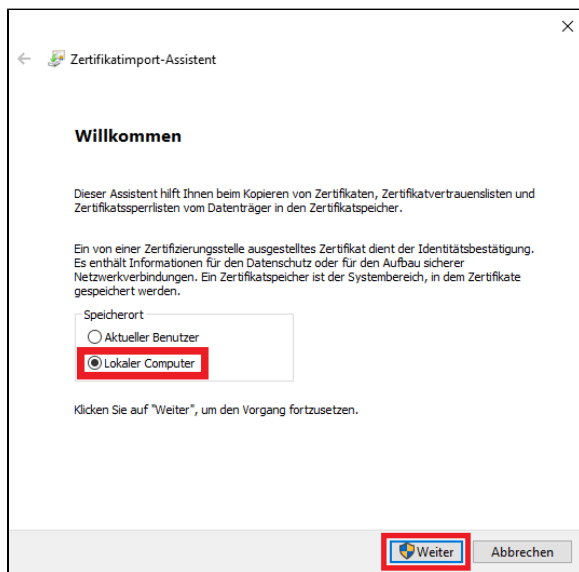 Zertifikatimport-Assistent
Willkommen
Dieser Assistent hilft Ihnen beim Kopieren von Zertifikaten, Zertifikatvertrauenslisten und
Zertifikatssperrlisten vom Datenträger in den Zertifikatspeicher.
Ein von einer Zertifizierungsstelle ausgestelltes Zertifikat dient der Identitätsbestätigung.
Es enthält Informationen für den Datenschutz oder für den Aufbau sicherer
Netzwerkverbindungen. Ein Zertifikatspeicher ist der Systembereich, in dem Zertifikate
gespeichert werden.
Speicherort
Aktueller Benutzer
Lokaler Computer
Klicken Sie auf "Weiter", um den Vorgang fortzusetzen.
Weiter Abbrechen